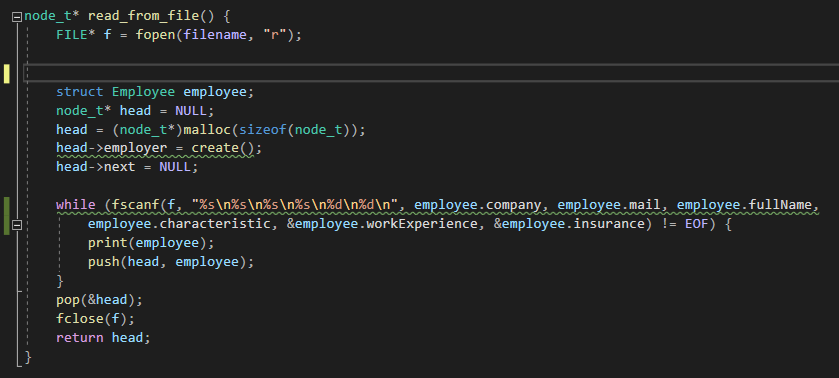 node_t* read_from_file() {
FILE* f = fopen(filename, "r");
struct Employee employee;
node_t* head = NULL;
head = (node_t*)malloc(sizeof(node_t));
head->employer = create();
head->next = NULL;
while (fscanf(f, "%s\n%s\n%s\n%s\n%d\n%d\n", employee.company, employee.mail, employee.fullName,
employee.characteristic, &employee.workExperience, &employee.insurance) != EOF) {
print(employee);
push(head, employee);
}
pop(&head);
fclose(f);
return head;
}